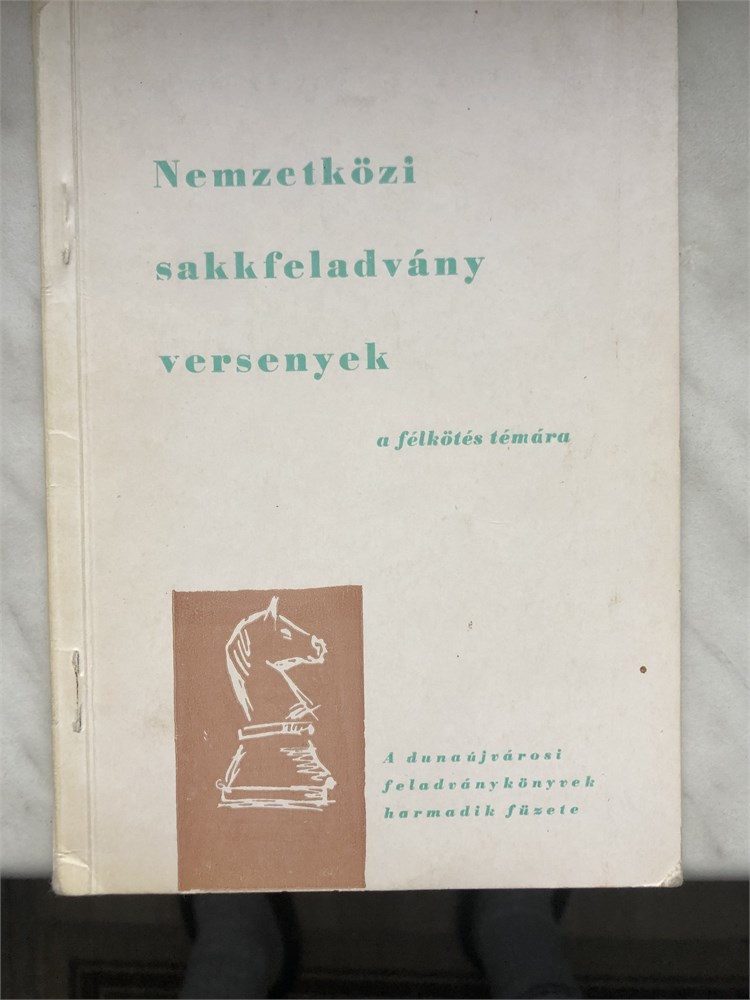 Nemzetközi
sakkfeladvány
versenyek
a félkötés témára
A dunaújvárosi
feladványkönyvek
harmadik füzete